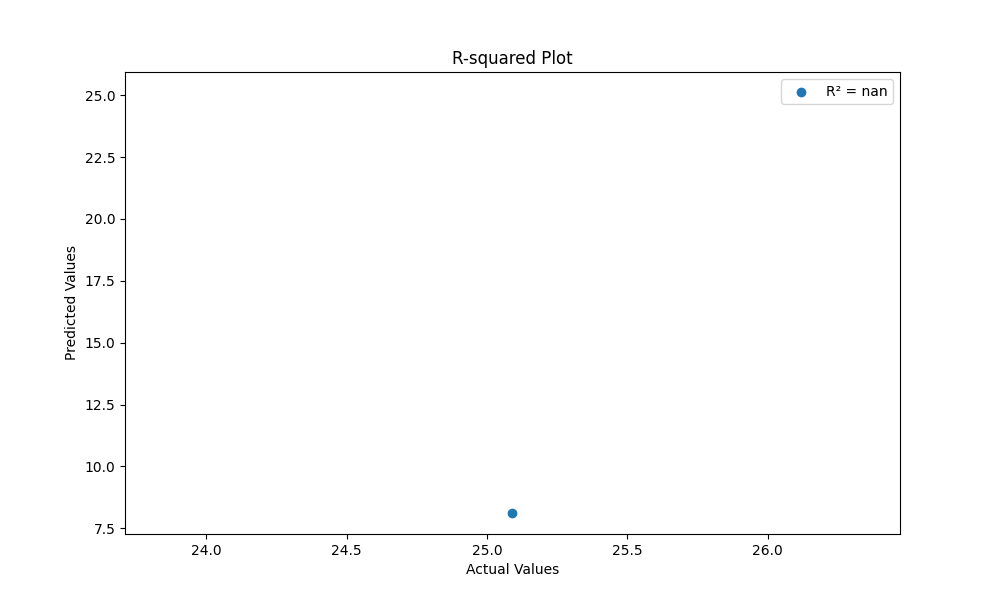 R-squared Plot
R² = nan
25.0
22.5
20.0
17.5
15.0
12.5
10.0
7.5
Predicted Values
24.0 24.5 25.0 25.5 26.0
Actual Values